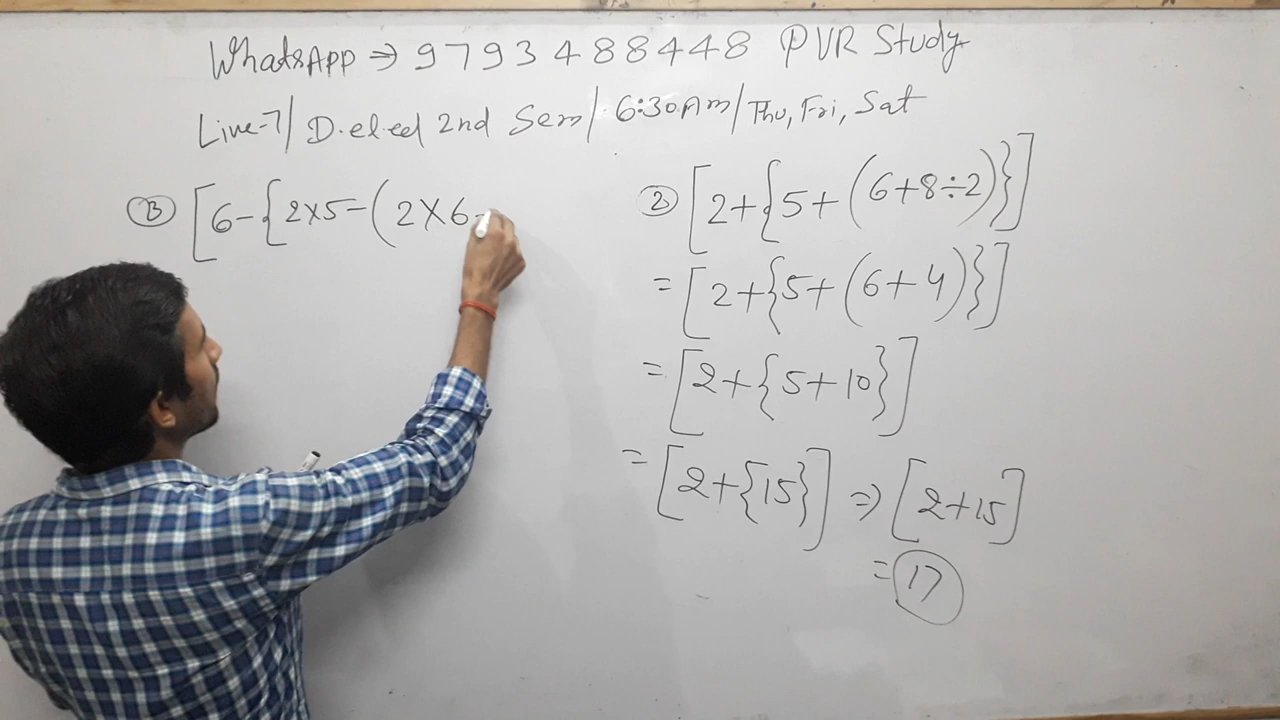 WhatsApp ⇒ 9793488448 PVR Study
Live-7/ D.el.ed 2nd Sem/ 6:30Am/ Thu, Fri, Sat
③ [6-{2×5-(2×6-
② [2+{5+(6+8÷2)}]
= [2+{5+(6+4)}]
= [2+{5+10}]
= [2+{15}] ⇒ [2+15]
= 17